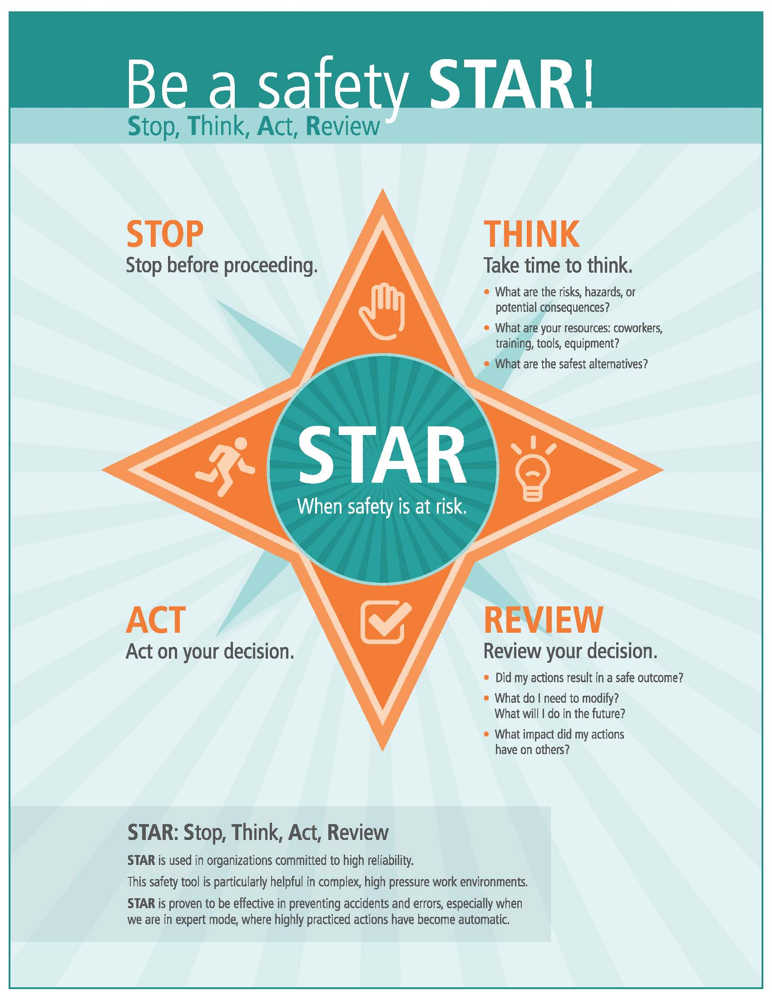 Be a safety STAR!
Stop, Think, Act, Review
STOP
Stop before proceeding.
THINK
Take time to think.
• What are the risks, hazards, or
potential consequences?
• What are your resources: coworkers,
training, tools, equipment?
• What are the safest alternatives?
STAR
When safety is at risk.
ACT
Act on your decision.
REVIEW
Review your decision.
• Did my actions result in a safe outcome?
• What do I need to modify?
What will I do in the future?
• What impact did my actions
have on others?
STAR: Stop, Think, Act, Review
STAR is used in organizations committed to high reliability.
This safety tool is particularly helpful in complex, high pressure work environments.
STAR is proven to be effective in preventing accidents and errors, especially when
we are in expert mode, where highly practiced actions have become automatic.